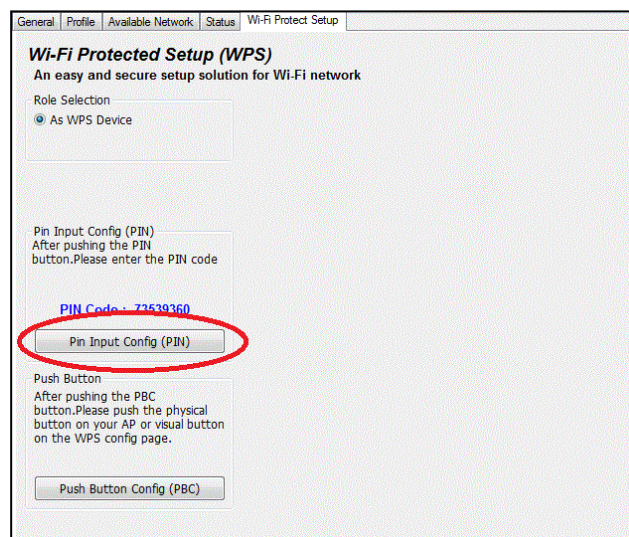 General Profile Available Network Status Wi-Fi Protect Setup
Wi-Fi Protected Setup (WPS)
An easy and secure setup solution for Wi-Fi network
Role Selection
As WPS Device
Pin Input Config (PIN)
After pushing the PIN
button.Please enter the PIN code
PIN Code : 73539360
Pin Input Config (PIN)
Push Button
After pushing the PBC
button.Please push the physical
button on your AP or visual button
on the WPS config page.
Push Button Config (PBC)